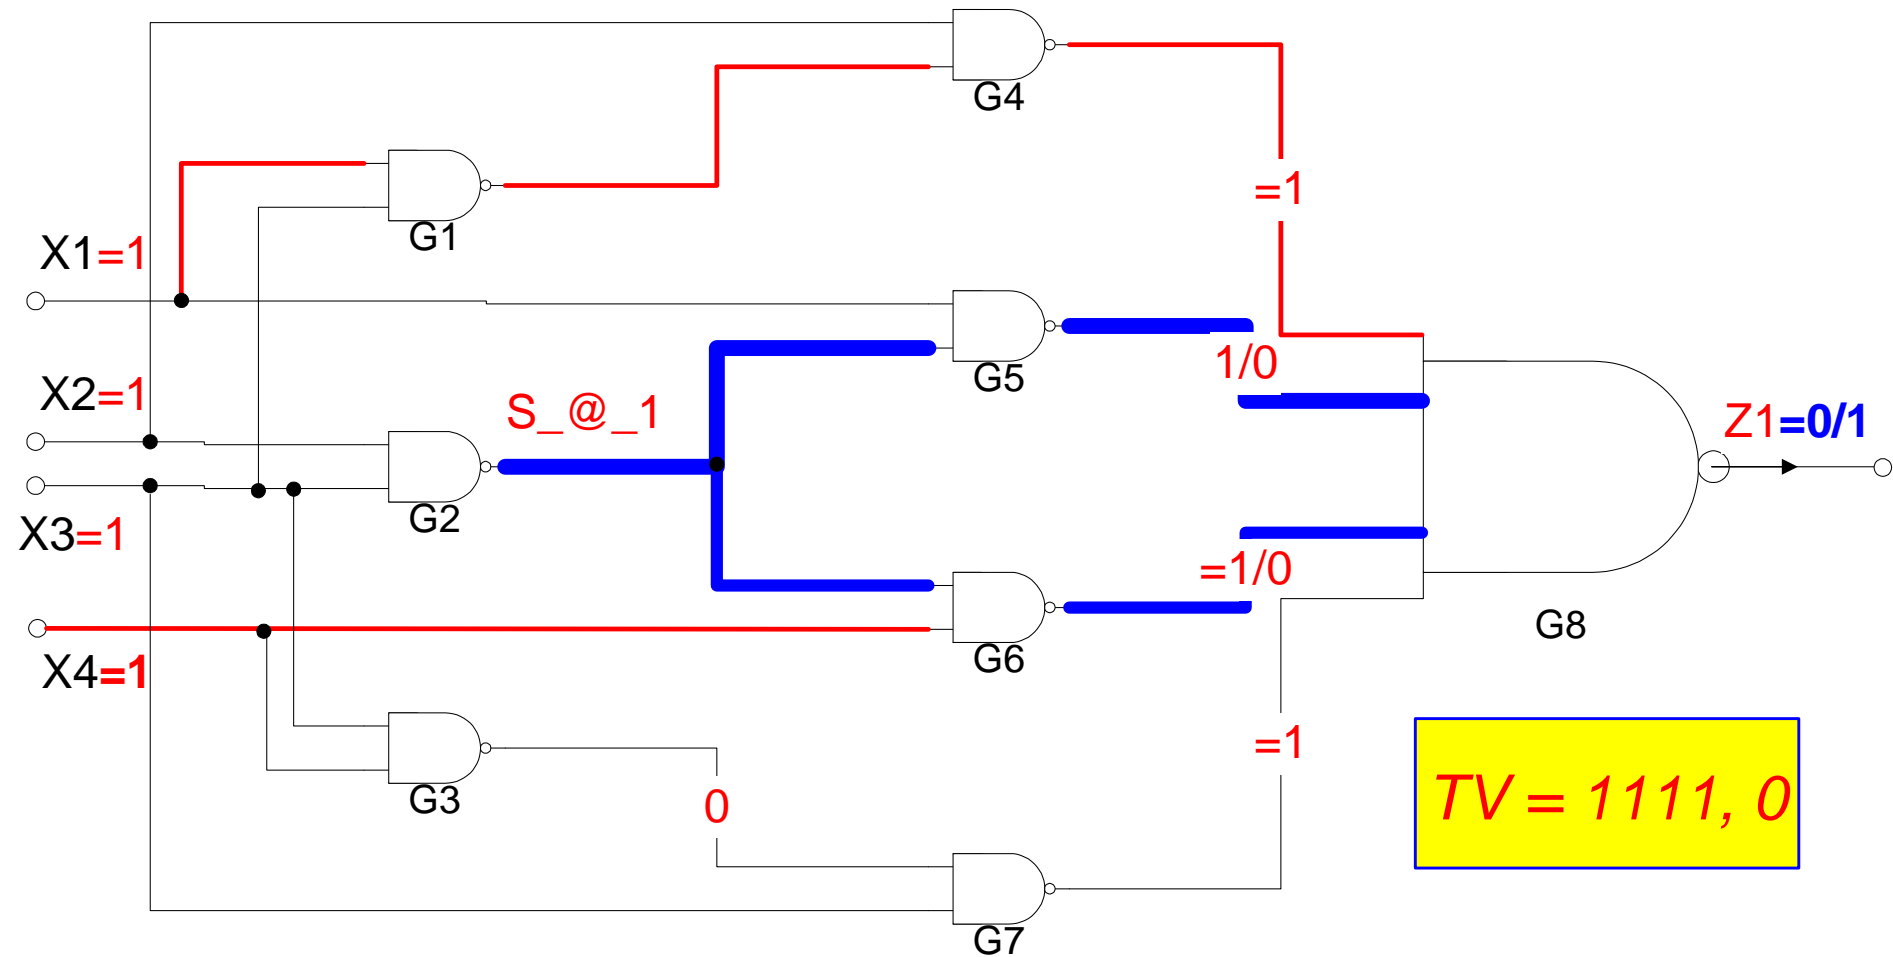 G4
=1
G1
X1=1
G5
1/0
X2=1
S_@_1
Z1=0/1
G2
X3=1
=1/0
G6
G8
X4=1
=1
G3
0
TV = 1111, 0
G7